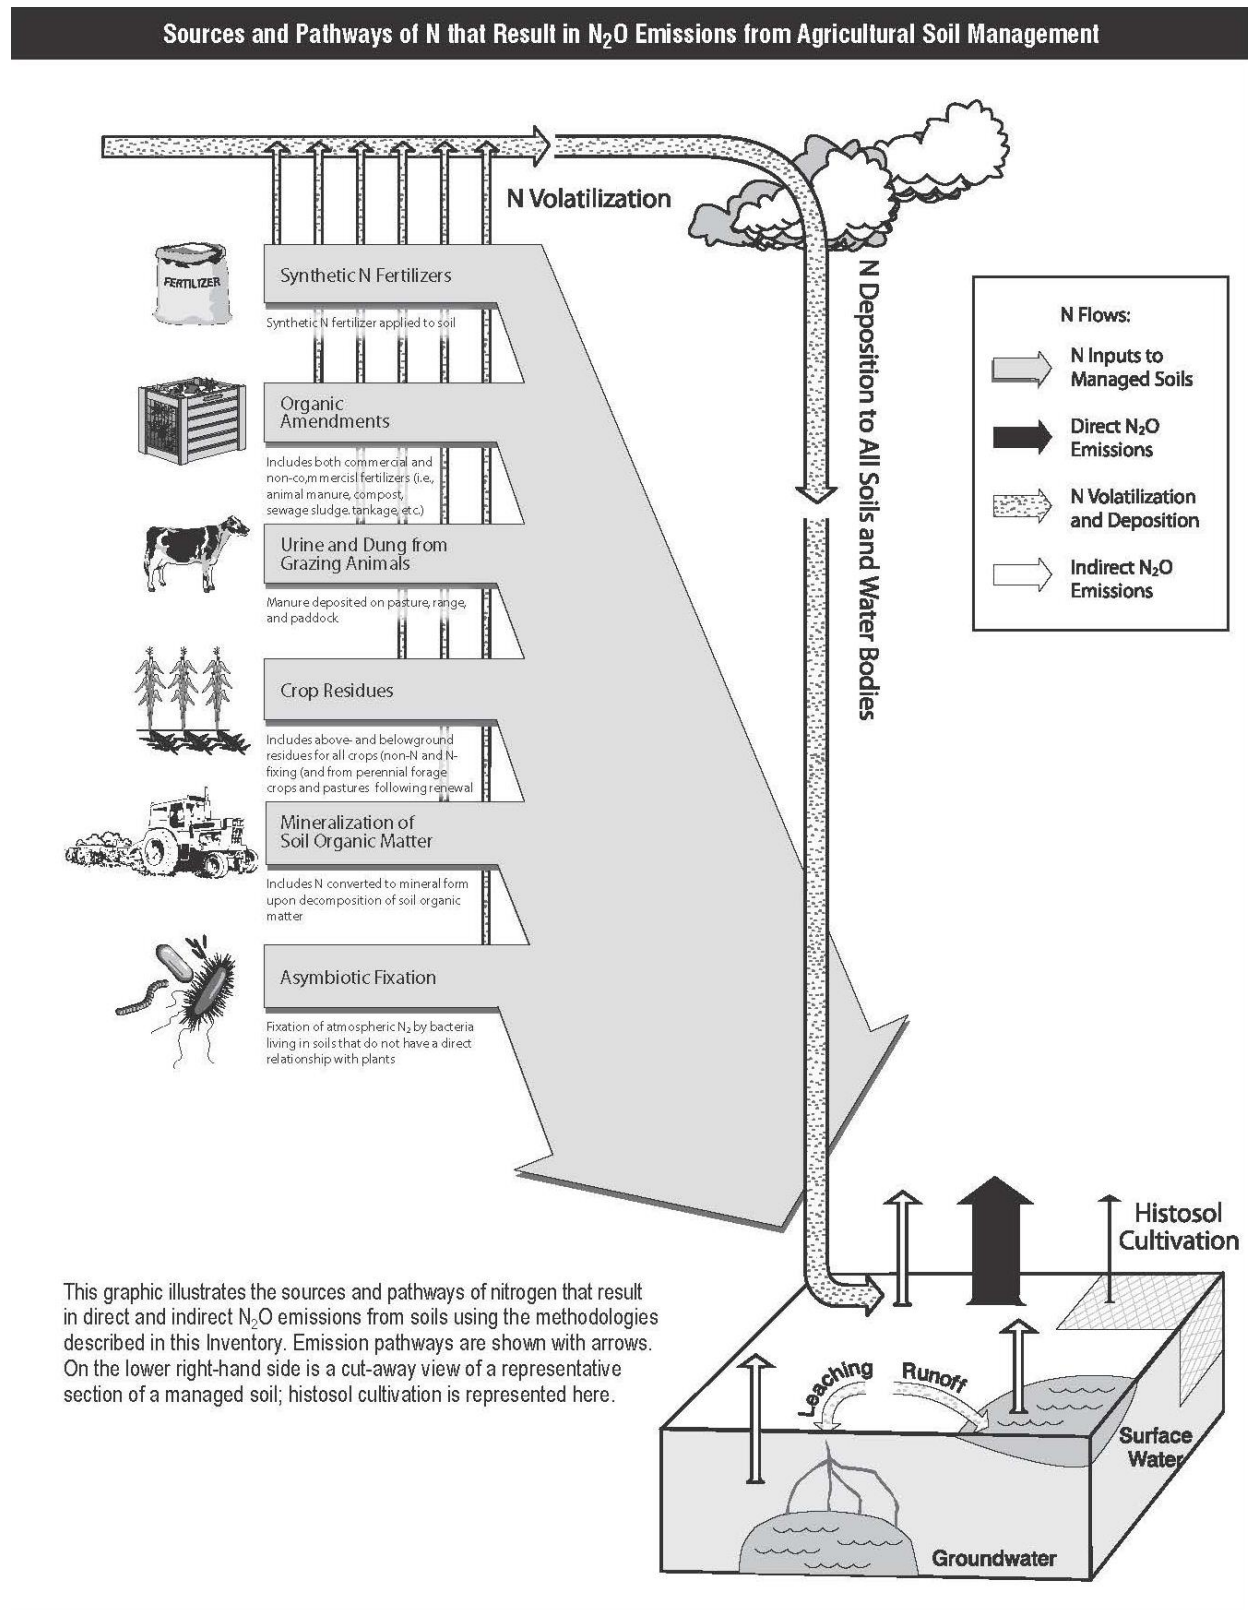 Sources and Pathways of N that Result in N₂O Emissions from Agricultural Soil Management
N Volatilization
FERTILIZER
Synthetic N Fertilizers
Synthetic N fertilizer applied to soil
Organic
Amendments
Includes both commercial and
non-co,m mercisl fertilizers (i.e.,
animal manure, compost,
sewage sludge. tankage, etc.)
Urine and Dung from
Grazing Animals
Manure deposited on pasture, range,
and paddock
Crop Residues
Includes above- and belowground
residues for all crops (non-N and N-
fixing (and from perennial forage
crops and pastures following renewal
Mineralization of
Soil Organic Matter
Includes N converted to mineral form
upon decomposition of soil organic
matter
Asymbiotic Fixation
Fixation of atmospheric N₂ by bacteria
living in soils that do not have a direct
relationship with plants
N Deposition to All Soils and Water Bodies
N Flows:
N Inputs to
Managed Soils
Direct N₂O
Emissions
N Volatilization
and Deposition
Indirect N₂O
Emissions
This graphic illustrates the sources and pathways of nitrogen that result
in direct and indirect N₂O emissions from soils using the methodologies
described in this Inventory. Emission pathways are shown with arrows.
On the lower right-hand side is a cut-away view of a representative
section of a managed soil; histosol cultivation is represented here.
Histosol
Cultivation
Leaching
Runoff
Surface
Water
Groundwater